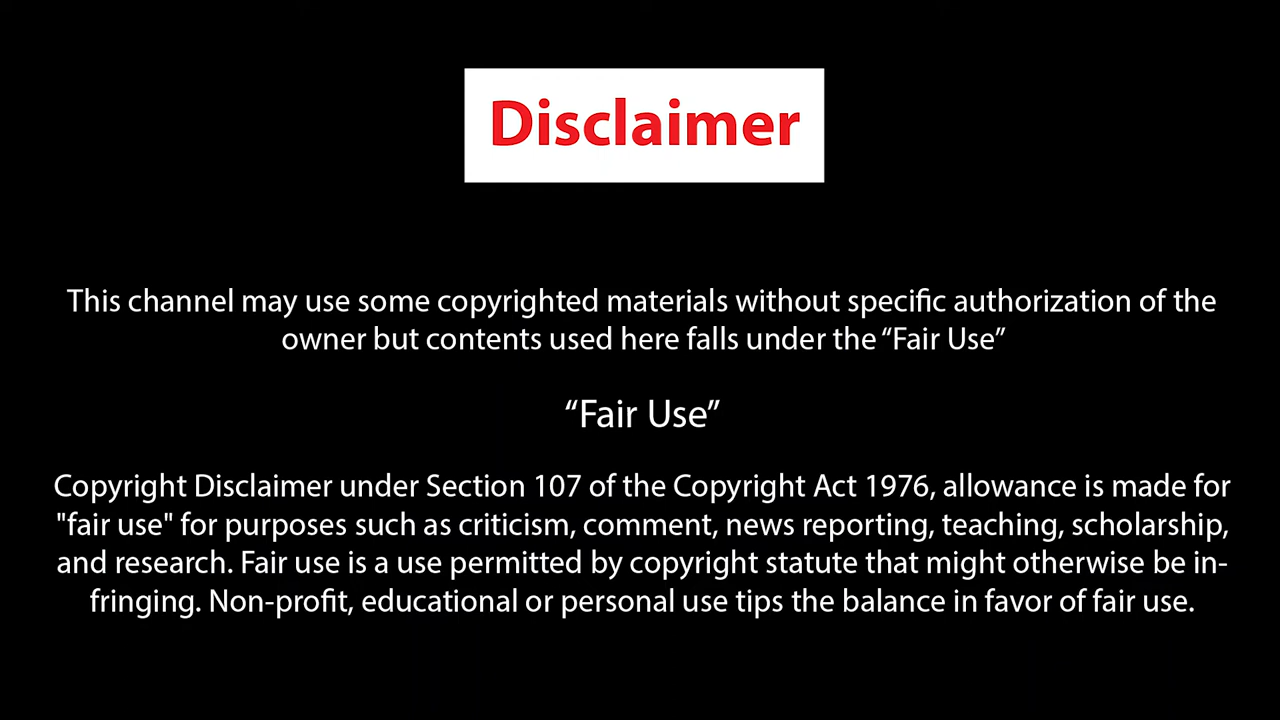 Disclaimer
This channel may use some copyrighted materials without specific authorization of the
owner but contents used here falls under the “Fair Use”
“Fair Use”
Copyright Disclaimer under Section 107 of the Copyright Act 1976, allowance is made for
"fair use" for purposes such as criticism, comment, news reporting, teaching, scholarship,
and research. Fair use is a use permitted by copyright statute that might otherwise be in-
fringing. Non-profit, educational or personal use tips the balance in favor of fair use.